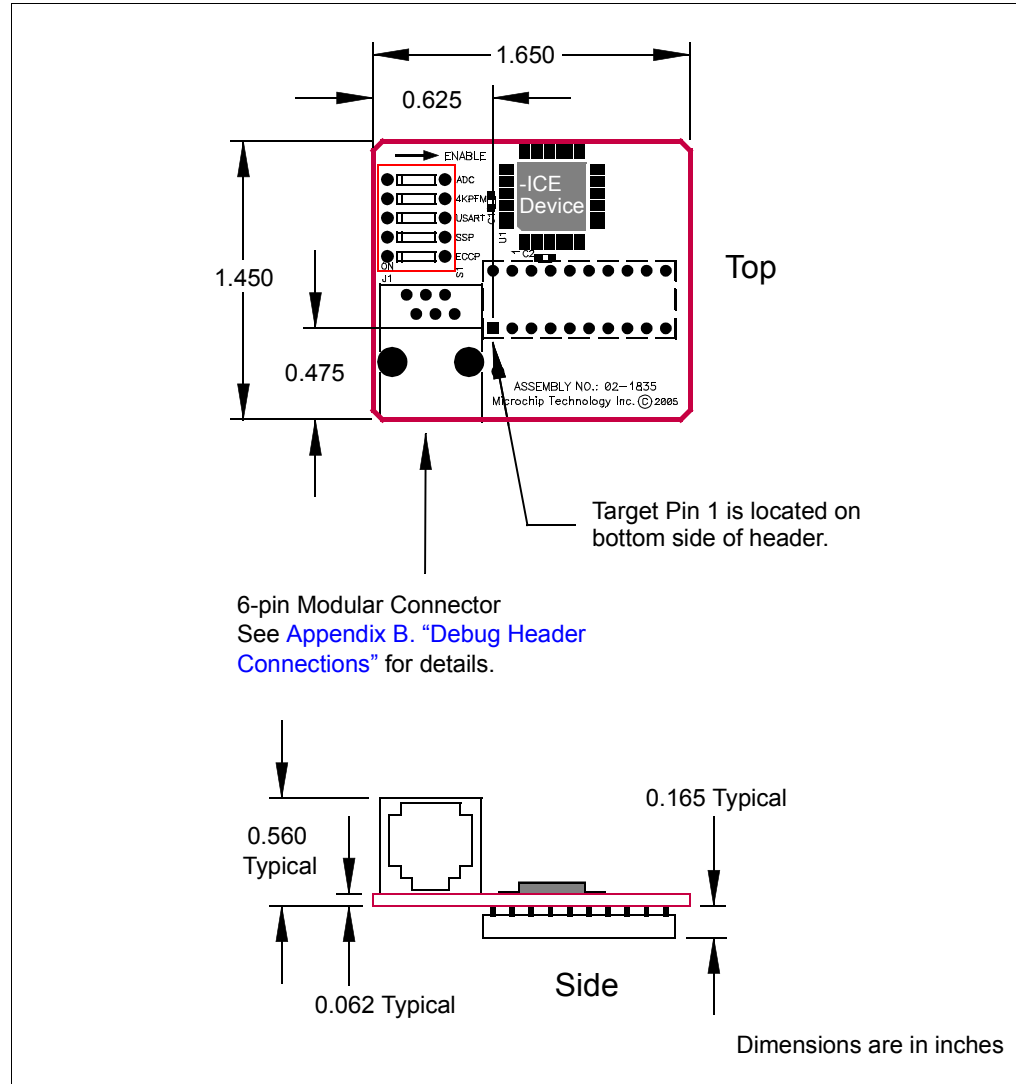 1.650
0.625
ENABLE
ADC
4KPFM
USART
SSP
ECCP
ON
J1
S1
C1
U1
1
C2
-ICE
Device
Top
1.450
0.475
ASSEMBLY NO.: 02-1835
Microchip Technology Inc. © 2005
Target Pin 1 is located on
bottom side of header.
6-pin Modular Connector
See Appendix B. “Debug Header
Connections” for details.
0.165 Typical
0.560
Typical
0.062 Typical
Side
Dimensions are in inches